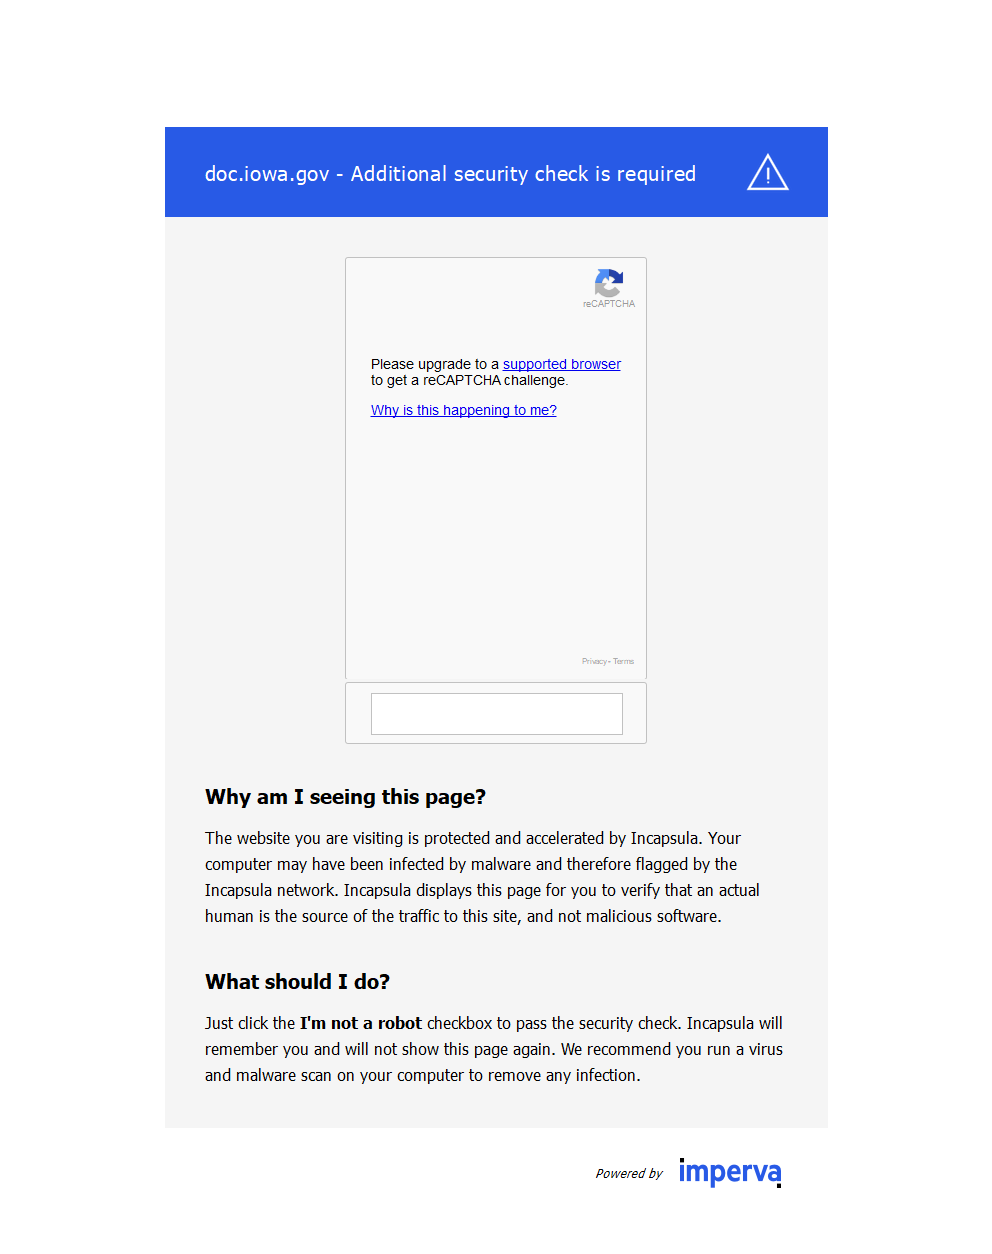 doc.iowa.gov - Additional security check is required
reCAPTCHA
Please upgrade to a supported browser
to get a reCAPTCHA challenge.
Why is this happening to me?
Privacy - Terms
Why am I seeing this page?
The website you are visiting is protected and accelerated by Incapsula. Your
computer may have been infected by malware and therefore flagged by the
Incapsula network. Incapsula displays this page for you to verify that an actual
human is the source of the traffic to this site, and not malicious software.
What should I do?
Just click the I'm not a robot checkbox to pass the security check. Incapsula will
remember you and will not show this page again. We recommend you run a virus
and malware scan on your computer to remove any infection.
Powered by imperva